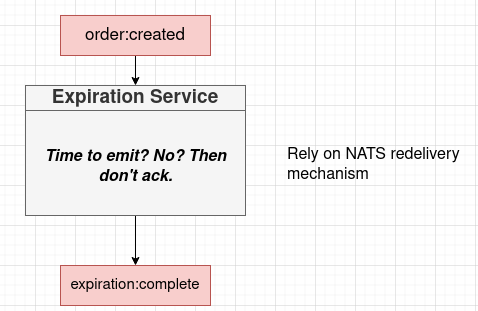 order:created
Expiration Service
Time to emit? No? Then
don't ack.
Rely on NATS redelivery
mechanism
expiration:complete